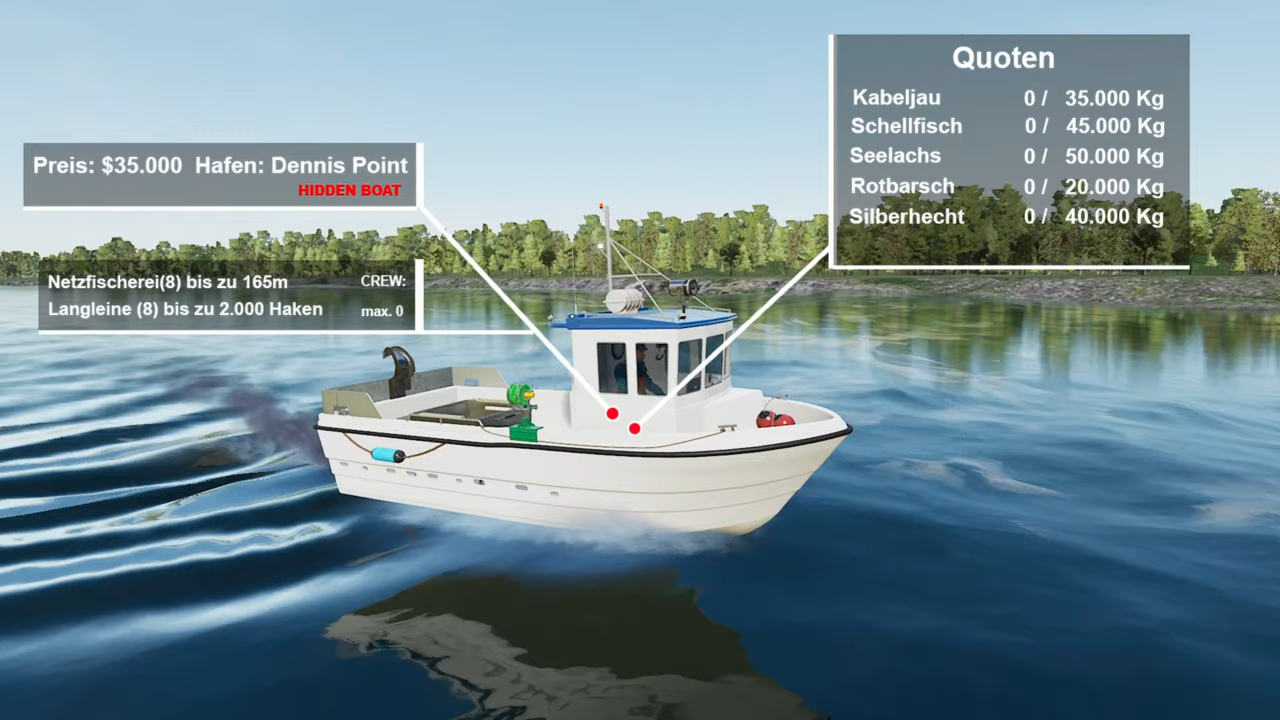 Preis: $35.000 Hafen: Dennis Point
HIDDEN BOAT
Netzfischerei(8) bis zu 165m CREW:
Langleine (8) bis zu 2.000 Haken max. 0
Quoten
Kabeljau 0 / 35.000 Kg
Schellfisch 0 / 45.000 Kg
Seelachs 0 / 50.000 Kg
Rotbarsch 0 / 20.000 Kg
Silberhecht 0 / 40.000 Kg